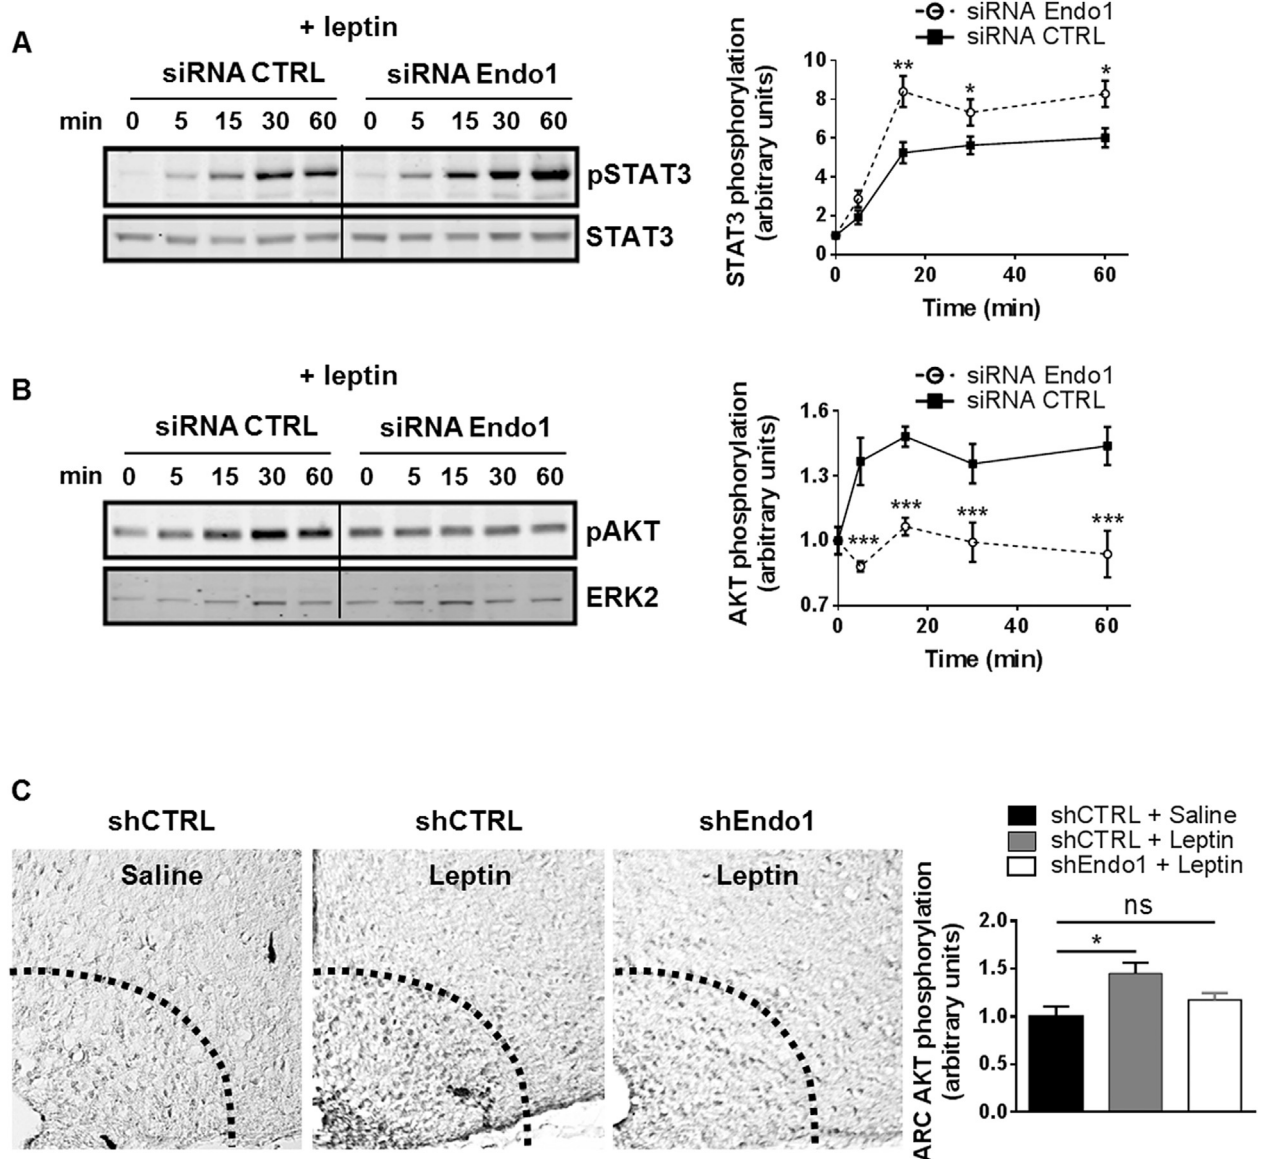 A
+ leptin
siRNA CTRL siRNA Endo1
min 0 5 15 30 60 0 5 15 30 60
pSTAT3
STAT3
siRNA Endo1
siRNA CTRL
STAT3 phosphorylation
(arbitrary units)
10
8
6
4
2
0
** * *
0 20 40 60
Time (min)
B
+ leptin
siRNA CTRL siRNA Endo1
min 0 5 15 30 60 0 5 15 30 60
pAKT
ERK2
siRNA Endo1
siRNA CTRL
AKT phosphorylation
(arbitrary units)
1.6
1.3
1.0
0.7
*** *** *** ***
0 20 40 60
Time (min)
C
shCTRL shCTRL shEndo1
Saline Leptin Leptin
shCTRL + Saline
shCTRL + Leptin
shEndo1 + Leptin
ARC AKT phosphorylation
(arbitrary units)
2.0
1.5
1.0
0.5
0.0
ns
*